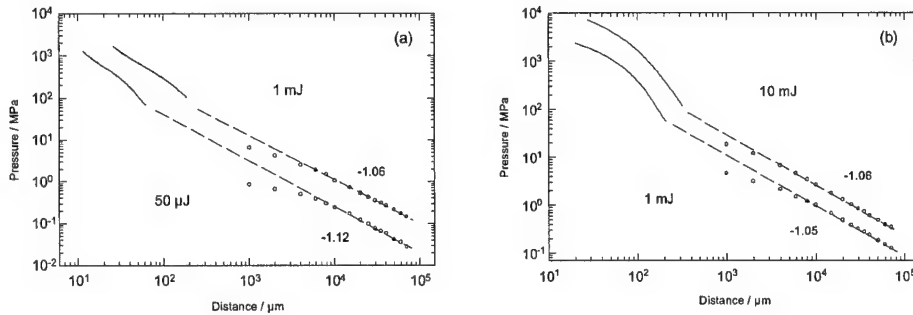 (a)
Pressure / MPa
10⁴
10³
10²
10¹
10⁰
10⁻¹
10⁻²
1 mJ
50 µJ
-1.06
-1.12
10¹ 10² 10³ 10⁴ 10⁵
Distance / µm
(b)
Pressure / MPa
10⁴
10³
10²
10¹
10⁰
10⁻¹
10 mJ
1 mJ
-1.06
-1.05
10¹ 10² 10³ 10⁴ 10⁵
Distance / µm